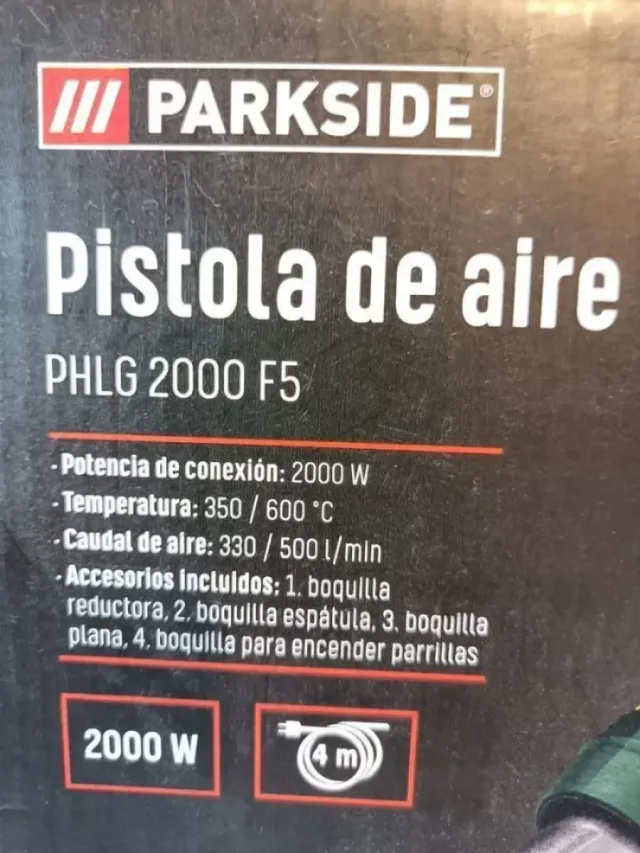 /// PARKSIDE®
Pistola de aire
PHLG 2000 F5
· Potencia de conexión: 2000 W
· Temperatura: 350 / 600 °C
· Caudal de aire: 330 / 500 l/min
· Accesorios incluidos: 1. boquilla
reductora, 2. boquilla espátula, 3. boquilla
plana, 4. boquilla para encender parrillas
2000 W
4 m